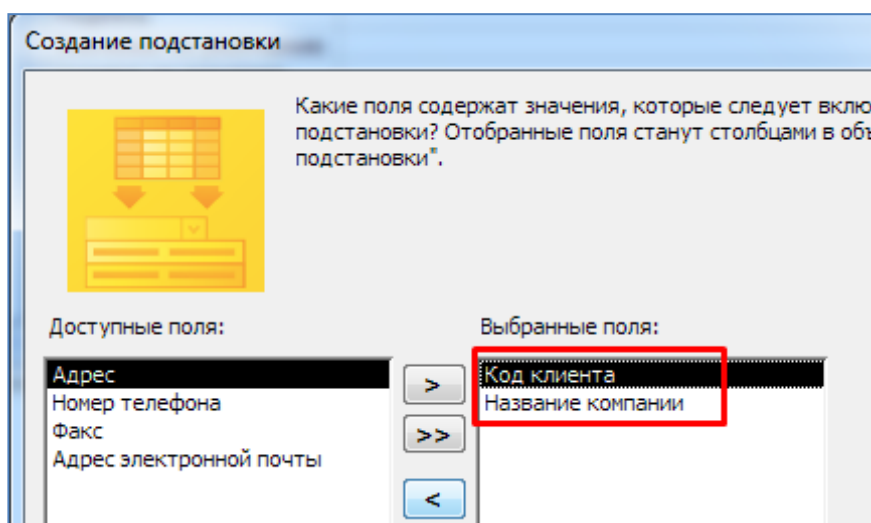 Создание подстановки
Какие поля содержат значения, которые следует вклю
подстановки? Отобранные поля станут столбцами в объ
подстановки".
Доступные поля:
Выбранные поля:
Адрес
Номер телефона
Факс
Адрес электронной почты
>
>>
<
Код клиента
Название компании